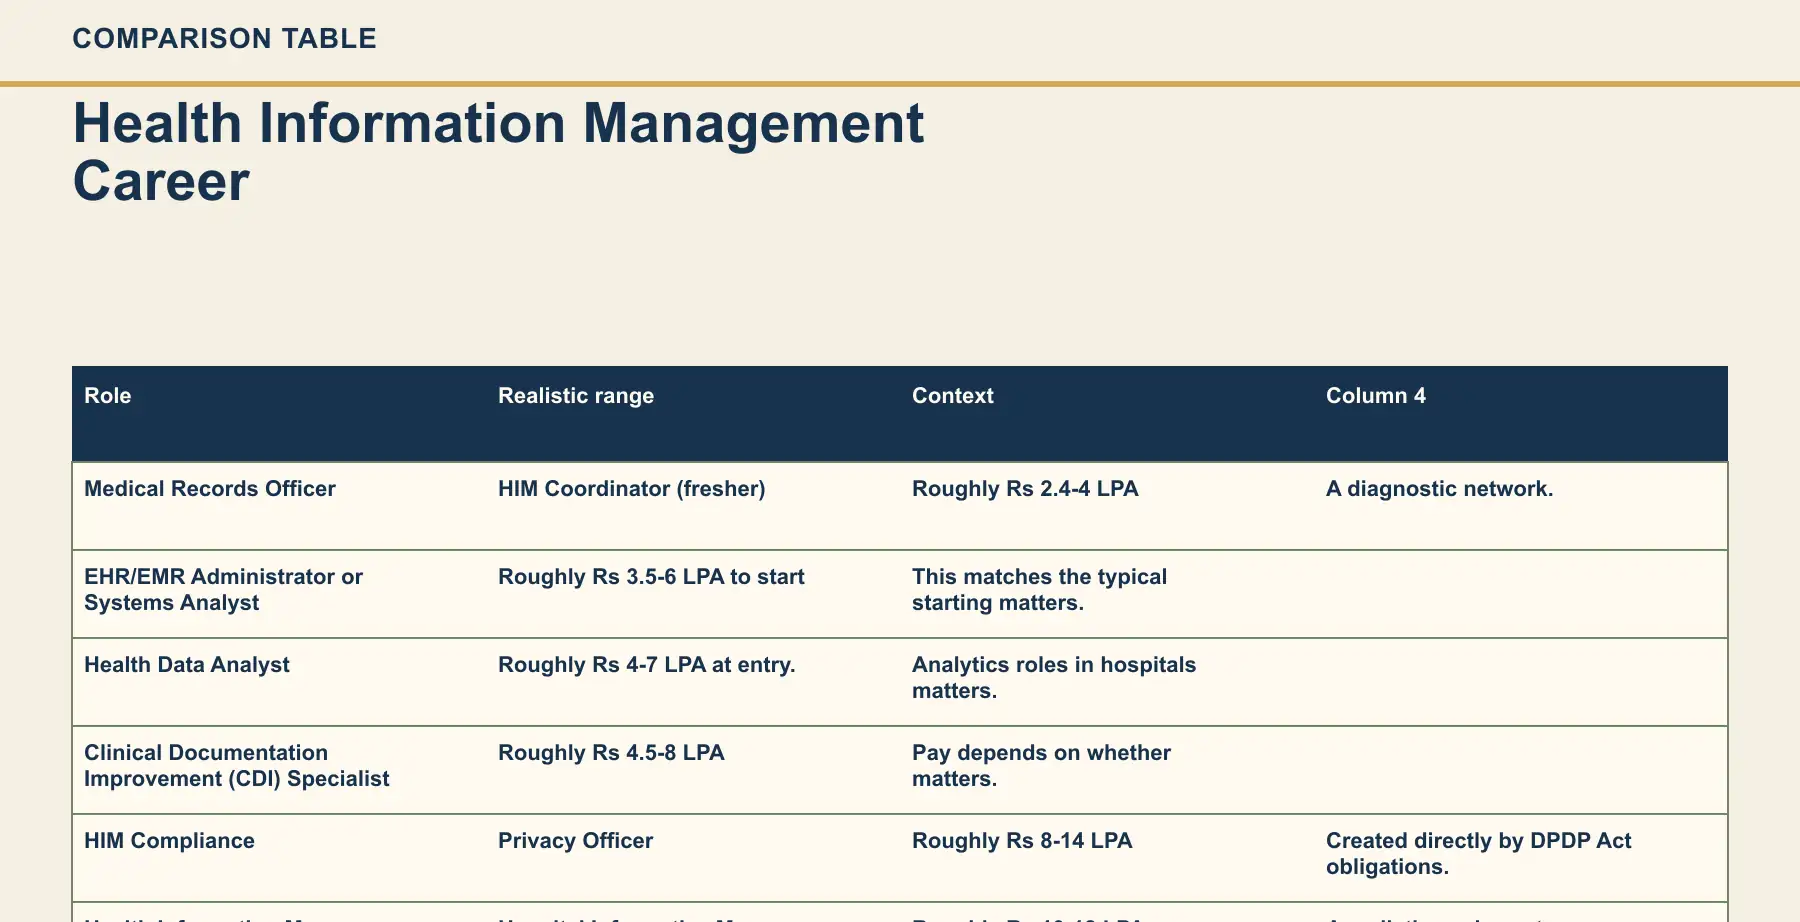 COMPARISON TABLE
Health Information Management
Career
Role Realistic range Context Column 4
Medical Records Officer HIM Coordinator (fresher) Roughly Rs 2.4-4 LPA A diagnostic network.
EHR/EMR Administrator or Roughly Rs 3.5-6 LPA to start This matches the typical
Systems Analyst starting matters.
Health Data Analyst Roughly Rs 4-7 LPA at entry. Analytics roles in hospitals
matters.
Clinical Documentation Roughly Rs 4.5-8 LPA Pay depends on whether
Improvement (CDI) Specialist matters.
HIM Compliance Privacy Officer Roughly Rs 8-14 LPA Created directly by DPDP Act
obligations.